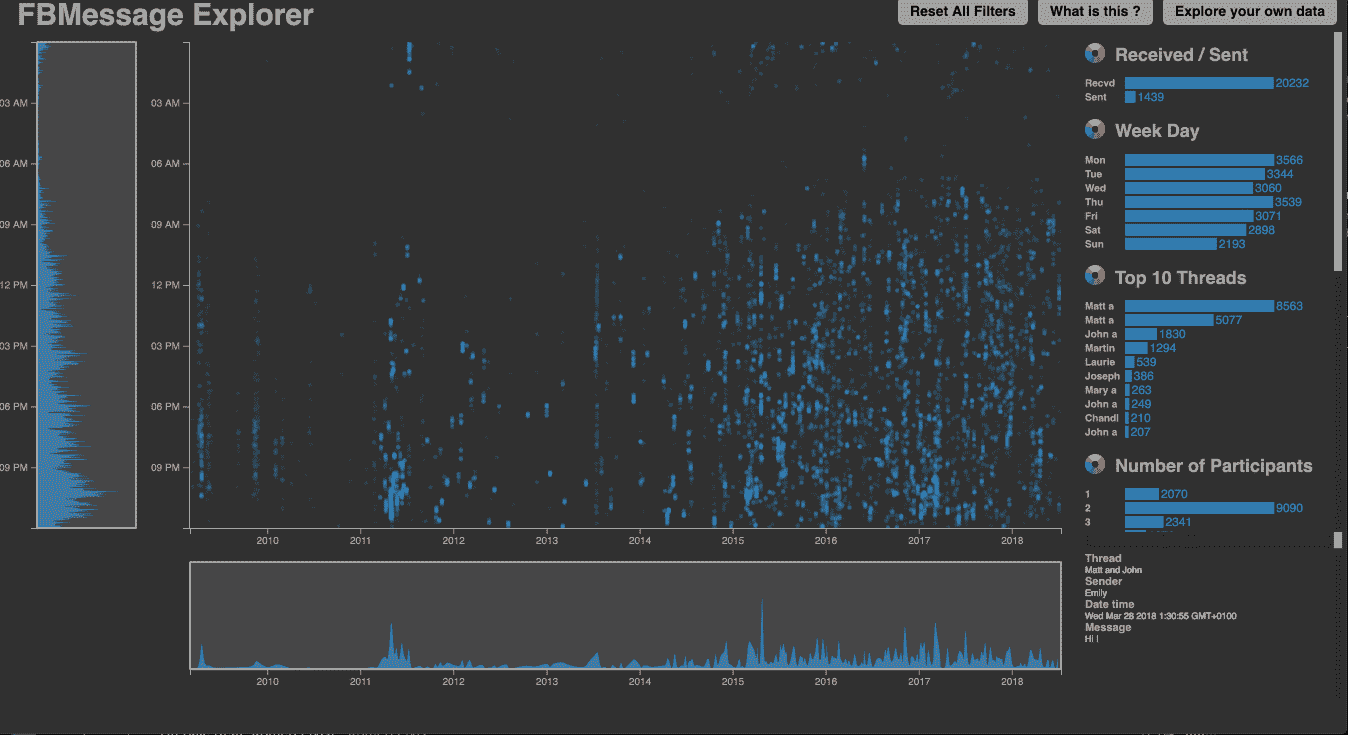 FBMessage Explorer
Reset All Filters
What is this ?
Explore your own data
03 AM
06 AM
09 AM
12 PM
03 PM
06 PM
09 PM
03 AM
06 AM
09 AM
12 PM
03 PM
06 PM
09 PM
2010 2011 2012 2013 2014 2015 2016 2017 2018
2010 2011 2012 2013 2014 2015 2016 2017 2018
Received / Sent
Recvd 20232
Sent 1439
Week Day
Mon 3566
Tue 3344
Wed 3060
Thu 3539
Fri 3071
Sat 2898
Sun 2193
Top 10 Threads
Matt a 8563
Matt a 5077
John a 1830
Martin 1294
Laurie 539
Joseph 386
Mary a 263
John a 249
Chandl 210
John a 207
Number of Participants
1 2070
2 9090
3 2341
Thread
Matt and John
Sender
Emily
Date time
Wed Mar 28 2018 1:30:55 GMT+0100
Message
Hi !